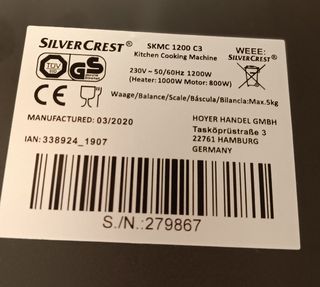 SILVERCREST®
SKMC 1200 C3
Kitchen Cooking Machine
WEEE:
SILVERCREST®
230V ~ 50/60Hz 1200W
(Heater: 1000W Motor: 800W)
TÜV
GS
CE
Waage/Balance/Scale/Báscula/Bilancia:Max.5kg
MANUFACTURED: 03/2020
HOYER HANDEL GMBH
Tasköprüstraße 3
22761 HAMBURG
GERMANY
IAN:338924_1907
S./N.:279867